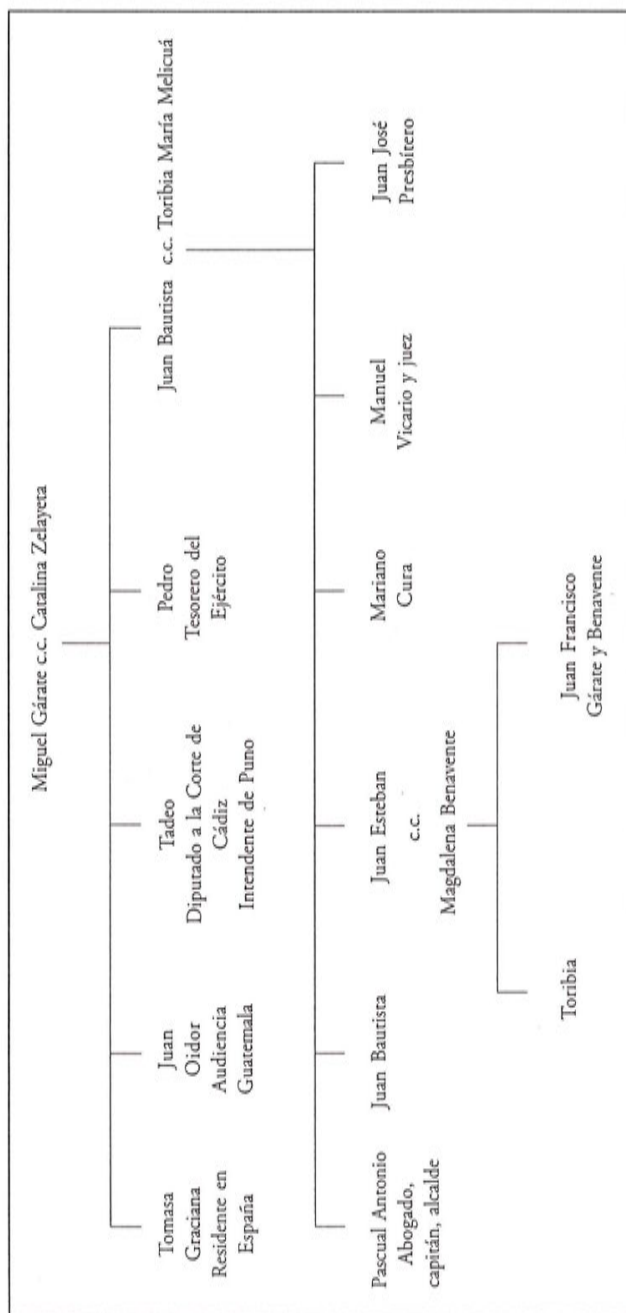 Miguel Gárate c.c. Catalina Zelayeta
Tomasa
Graciana
Residente en
España
Juan
Oidor
Audiencia
Guatemala
Tadeo
Diputado a la Corte de
Cádiz
Intendente de Puno
Pedro
Tesorero del
Ejército
Juan Bautista c.c. Toribia María Melicuá
Pascual Antonio
Abogado,
capitán, alcalde
Juan Bautista
Juan Esteban
c.c.
Magdalena Benavente
Mariano
Cura
Manuel
Vicario y juez
Juan José
Presbítero
Toribia
Juan Francisco
Gárate y Benavente